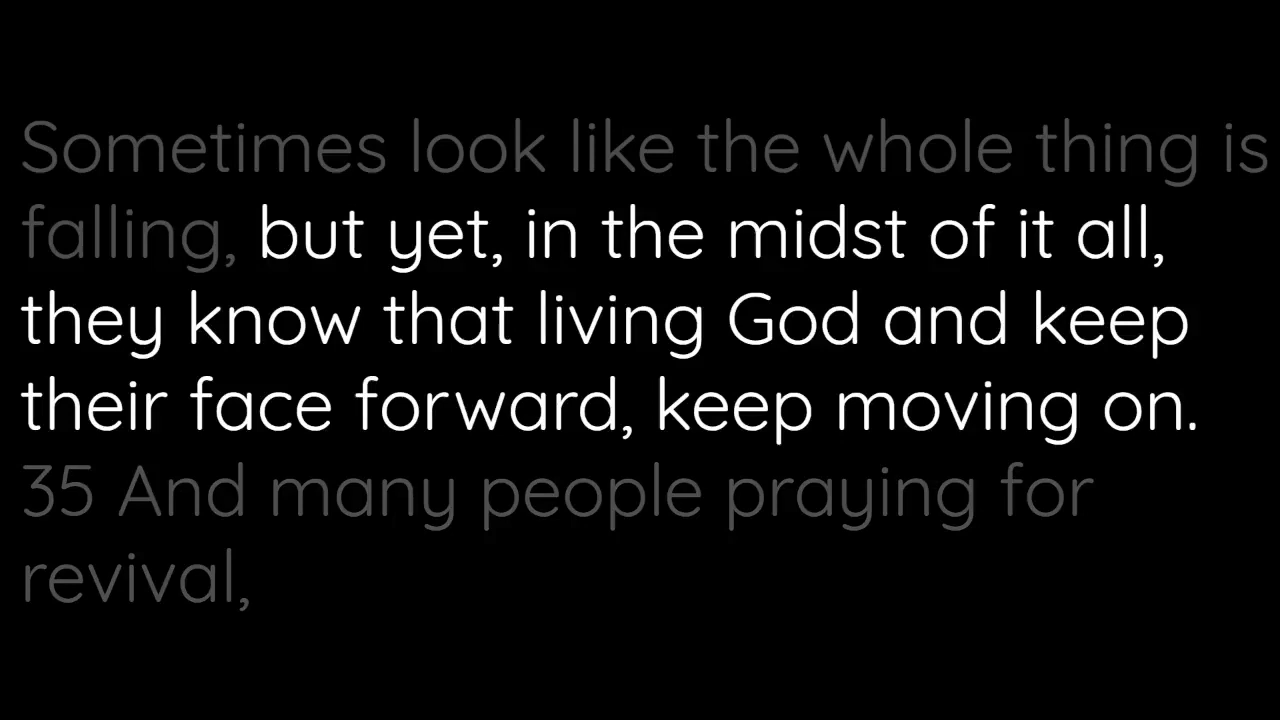 Sometimes look like the whole thing is
falling, but yet, in the midst of it all,
they know that living God and keep
their face forward, keep moving on.
35 And many people praying for
revival,